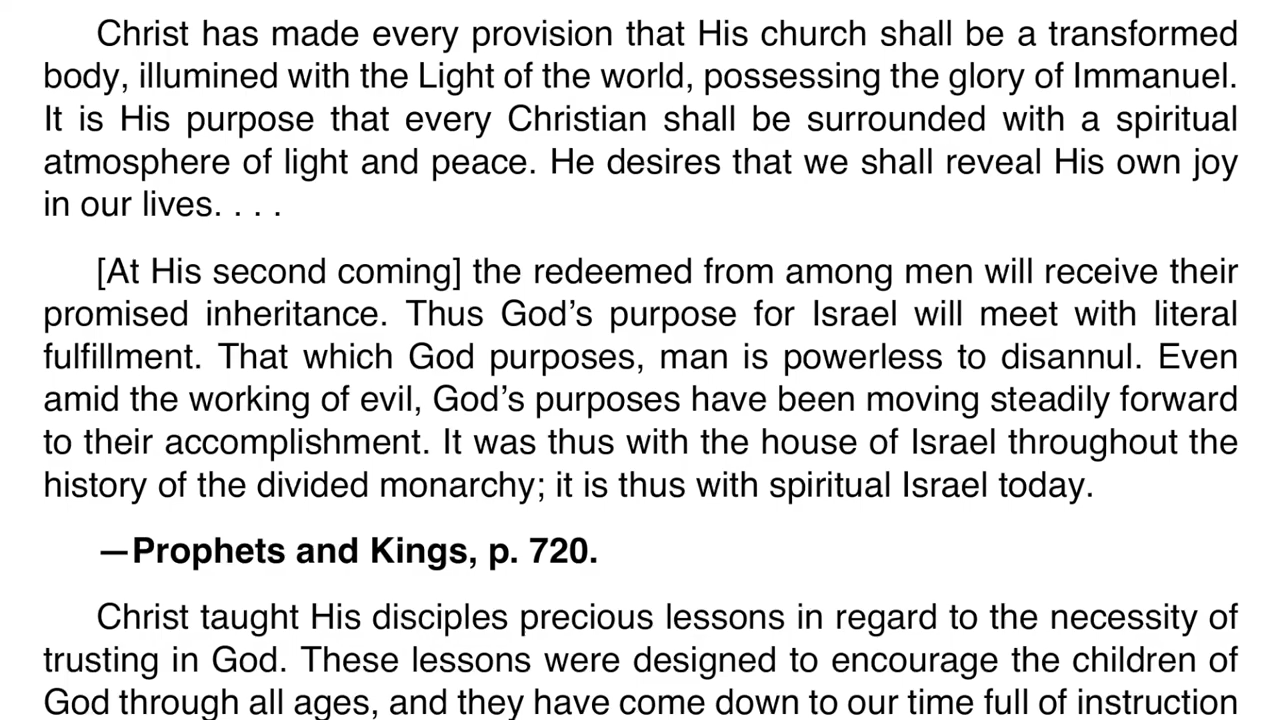 Christ has made every provision that His church shall be a transformed
body, illumined with the Light of the world, possessing the glory of Immanuel.
It is His purpose that every Christian shall be surrounded with a spiritual
atmosphere of light and peace. He desires that we shall reveal His own joy
in our lives. . . .
[At His second coming] the redeemed from among men will receive their
promised inheritance. Thus God’s purpose for Israel will meet with literal
fulfillment. That which God purposes, man is powerless to disannul. Even
amid the working of evil, God’s purposes have been moving steadily forward
to their accomplishment. It was thus with the house of Israel throughout the
history of the divided monarchy; it is thus with spiritual Israel today.
—Prophets and Kings, p. 720.
Christ taught His disciples precious lessons in regard to the necessity of
trusting in God. These lessons were designed to encourage the children of
God through all ages, and they have come down to our time full of instruction